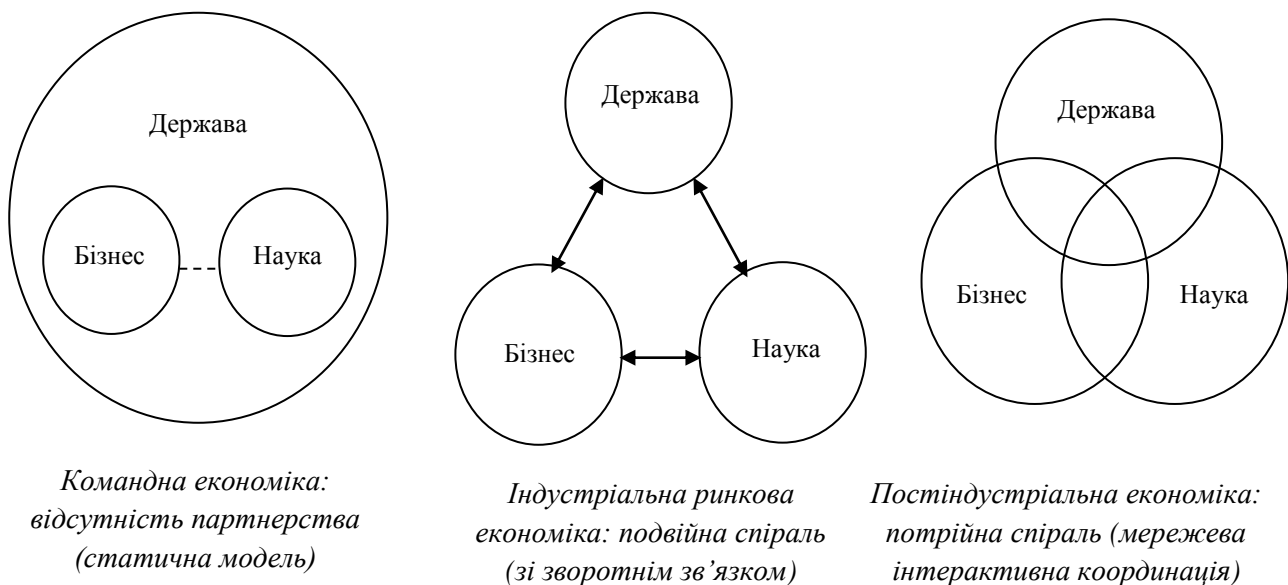 Держава
Бізнес
Наука
Командна економіка:
відсутність партнерства
(статична модель)
Держава
Бізнес
Наука
Індустріальна ринкова
економіка: подвійна спіраль
(зі зворотнім зв’язком)
Держава
Бізнес
Наука
Постіндустріальна економіка:
потрійна спіраль (мережева
інтерактивна координація)